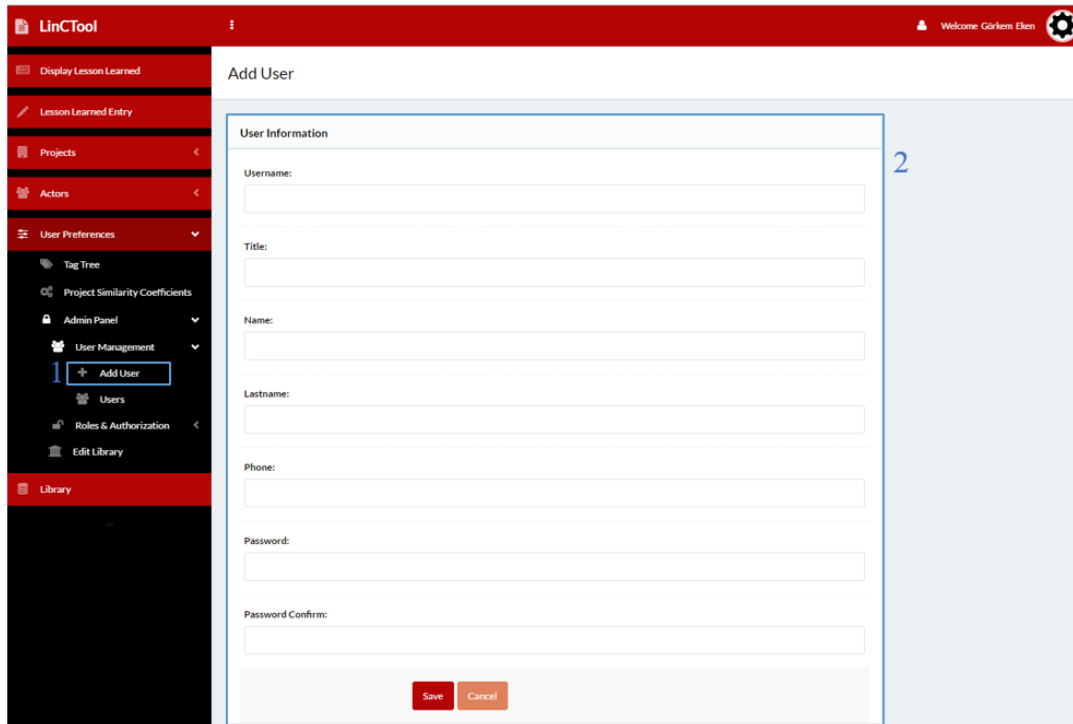 LinCTool
Welcome Görkem Eken
Display Lesson Learned
Lesson Learned Entry
Projects
Actors
User Preferences
Tag Tree
Project Similarity Coefficients
Admin Panel
User Management
1
Add User
Users
Roles & Authorization
Edit Library
Library
Add User
User Information
2
Username:
Title:
Name:
Lastname:
Phone:
Password:
Password Confirm:
Save Cancel